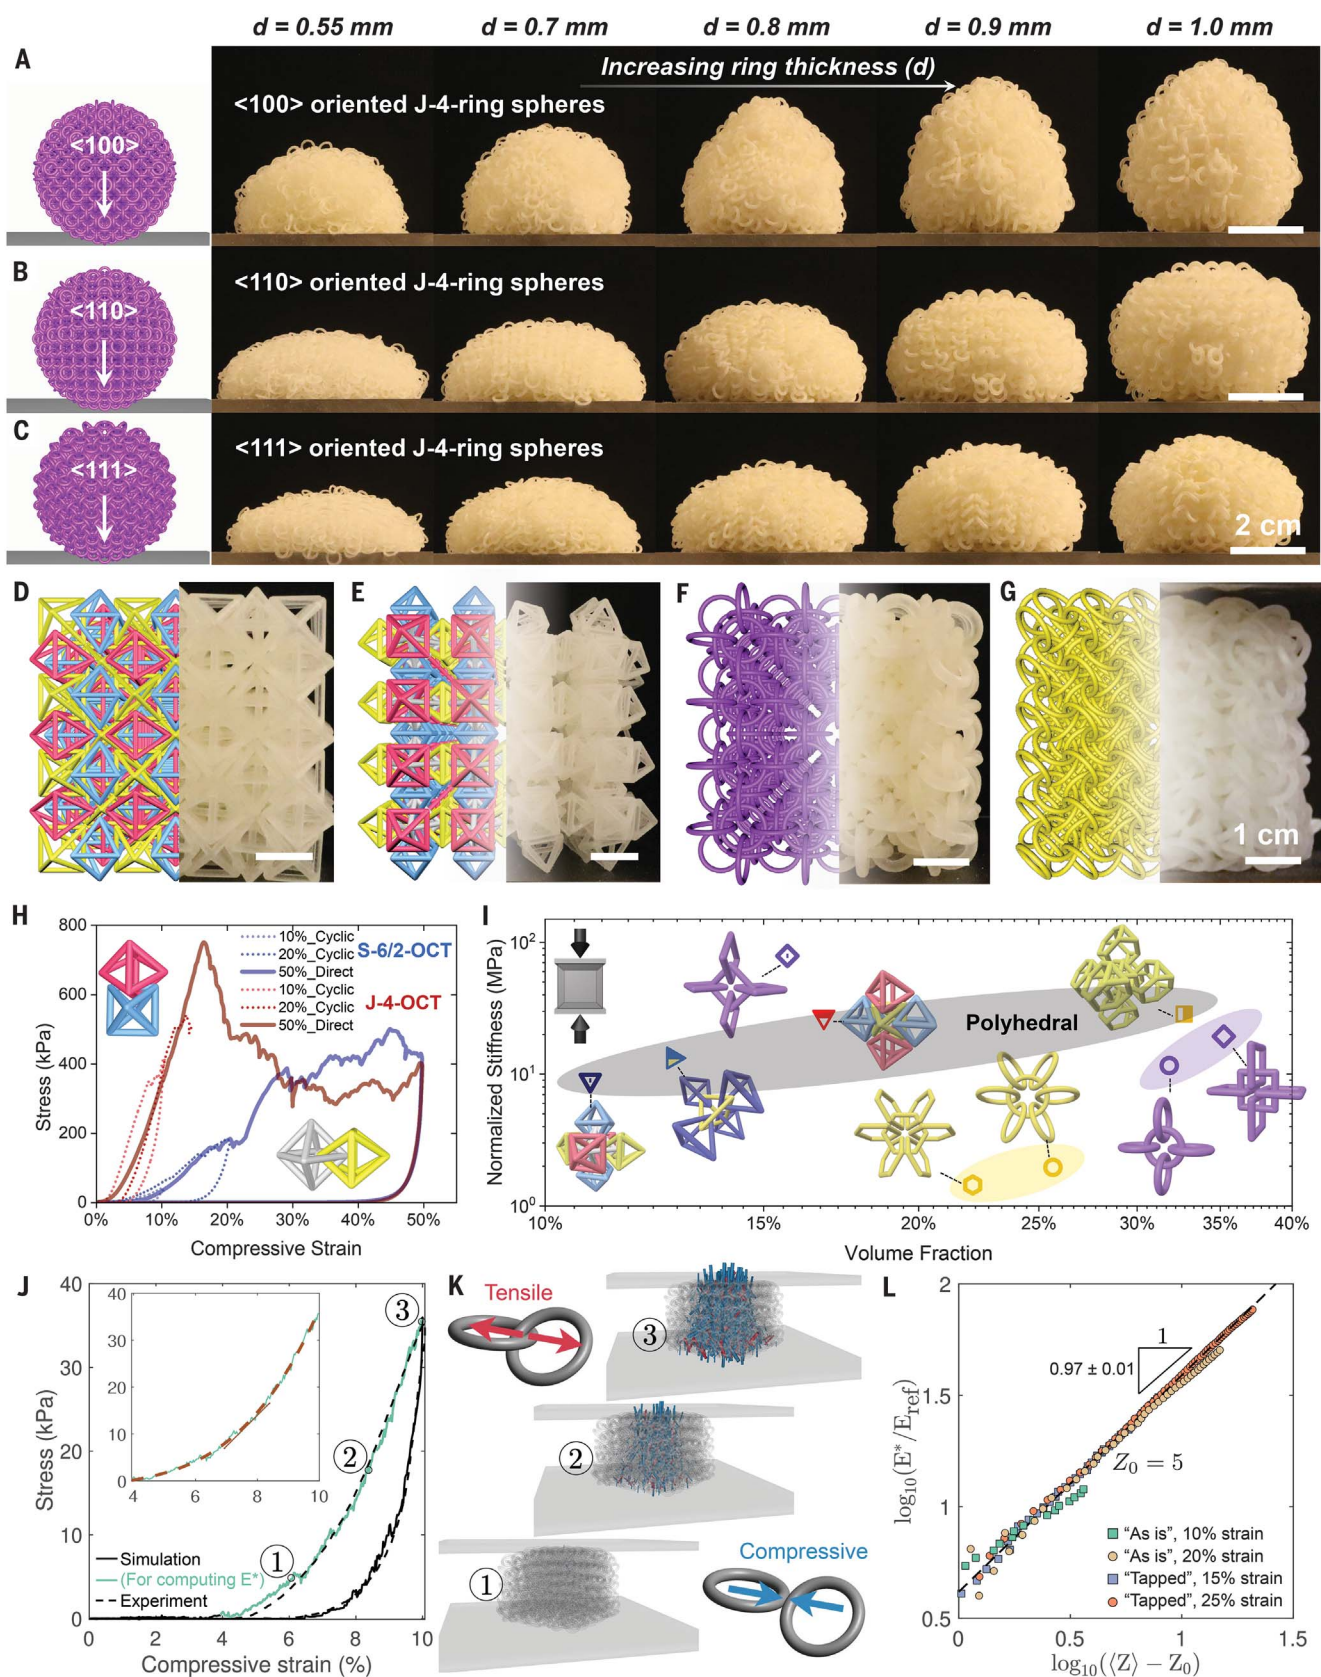 d = 0.55 mm d = 0.7 mm d = 0.8 mm d = 0.9 mm d = 1.0 mm
A
Increasing ring thickness (d)
<100> oriented J-4-ring spheres
<100>
B
<110> oriented J-4-ring spheres
<110>
C
<111> oriented J-4-ring spheres
<111>
2 cm
D E F G
1 cm
H
Stress (kPa)
800
600
400
200
0
0% 10% 20% 30% 40% 50%
Compressive Strain
10%_Cyclic
20%_Cyclic
50%_Direct
S-6/2-OCT
10%_Cyclic
20%_Cyclic
50%_Direct
J-4-OCT
I
Normalized Stiffness (MPa)
10²
10¹
10⁰
Polyhedral
10% 15% 20% 25% 30% 35% 40%
Volume Fraction
J
Stress (kPa)
40
30
20
10
0
0 2 4 6 8 10
Compressive strain (%)
40
30
20
10
0
4 6 8 10
1
2
3
Simulation
(For computing E*)
Experiment
K
Tensile
3
2
1
Compressive
L
log₁₀(E*/E_ref)
2
1.5
1
0.5
0 0.5 1 1.5
log₁₀(⟨Z⟩ − Z₀)
1
0.97 ± 0.01
Z₀ = 5
"As is", 10% strain
"As is", 20% strain
"Tapped", 15% strain
"Tapped", 25% strain